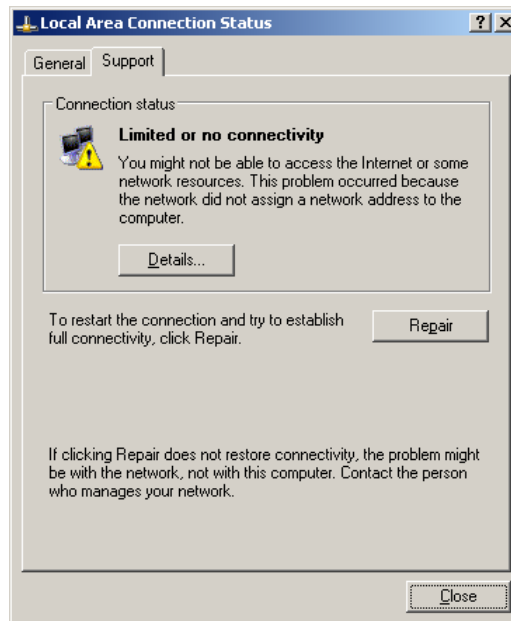 Local Area Connection Status
General Support
Connection status
Limited or no connectivity
You might not be able to access the Internet or some
network resources. This problem occurred because
the network did not assign a network address to the
computer.
Details...
To restart the connection and try to establish
full connectivity, click Repair.
Repair
If clicking Repair does not restore connectivity, the problem might
be with the network, not with this computer. Contact the person
who manages your network.
Close